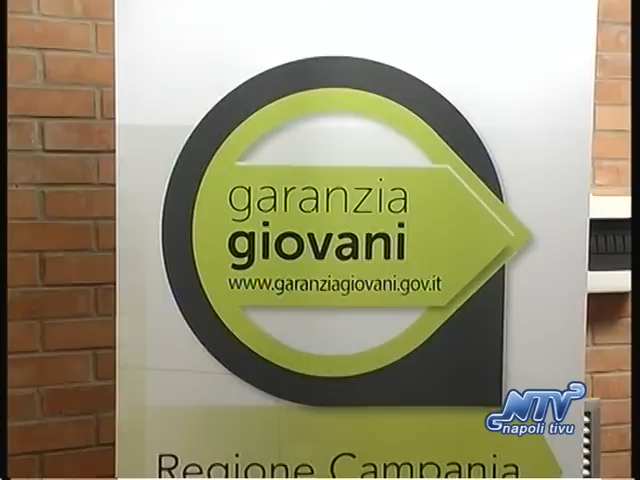 garanzia
giovani
www.garanziagiovani.gov.it
Regione Campania
NTV
napoli tivu